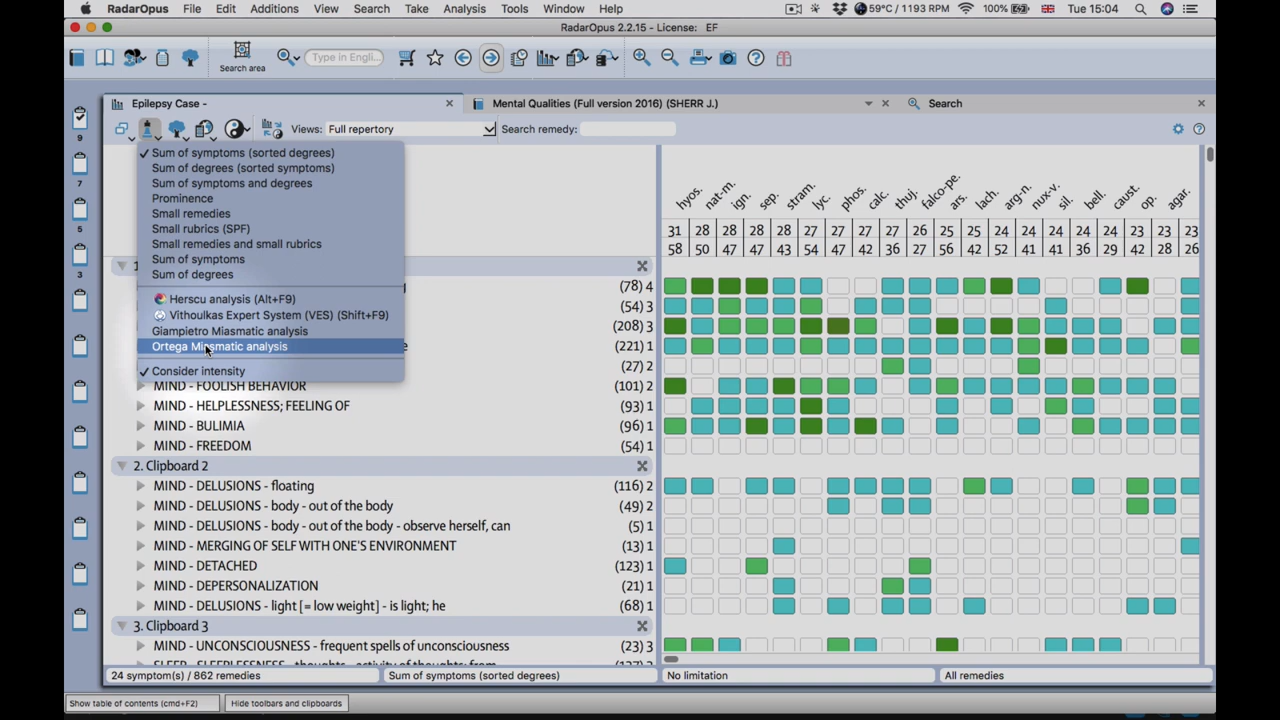 RadarOpus File Edit Additions View Search Take Analysis Tools Window Help 59°C / 1193 RPM 100% Tue 15:04
RadarOpus 2.2.15 - License: EF
Type in Engli...
Search area
Epilepsy Case - Mental Qualities (Full version 2016) (SHERR J.) Search
Views: Full repertory Search remedy:
9
7
5
3
Sum of symptoms (sorted degrees)
Sum of degrees (sorted symptoms)
Sum of symptoms and degrees
Prominence
Small remedies
Small rubrics (SPF)
Small remedies and small rubrics
Sum of symptoms
Sum of degrees
Herscu analysis (Alt+F9)
Vithoulkas Expert System (VES) (Shift+F9)
Giampietro Miasmatic analysis
Ortega Miasmatic analysis
Consider intensity
hyos. nat-m. ign. sep. stram. lyc. phos. calc. thuj. falco-pe. ars. lach. arg-n. nux-v. sil. bell. caust. op. agar.
31 28 28 28 28 27 27 27 27 26 25 25 24 24 24 24 24 23 23 23
58 50 47 47 43 54 47 42 36 27 56 42 52 41 41 36 29 42 28 26
1
(78) 4
(54) 3
(208) 3
e (221) 1
(27) 2
MIND - FOOLISH BEHAVIOR (101) 2
MIND - HELPLESSNESS; FEELING OF (93) 1
MIND - BULIMIA (96) 1
MIND - FREEDOM (54) 1
2. Clipboard 2
MIND - DELUSIONS - floating (116) 2
MIND - DELUSIONS - body - out of the body (49) 2
MIND - DELUSIONS - body - out of the body - observe herself, can (5) 1
MIND - MERGING OF SELF WITH ONE'S ENVIRONMENT (13) 1
MIND - DETACHED (123) 1
MIND - DEPERSONALIZATION (21) 1
MIND - DELUSIONS - light [= low weight] - is light; he (68) 1
3. Clipboard 3
MIND - UNCONSCIOUSNESS - frequent spells of unconsciousness (23) 3
SLEEP - SLEEPLESSNESS - thoughts - activity of thoughts; from
24 symptom(s) / 862 remedies Sum of symptoms (sorted degrees) No limitation All remedies
Show table of contents (cmd+F2) Hide toolbars and clipboards